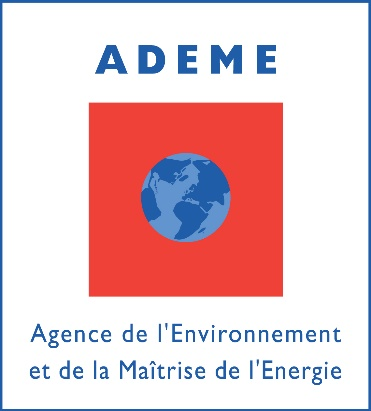 ADEME
Agence de l'Environnement
et de la Maîtrise de l'Energie